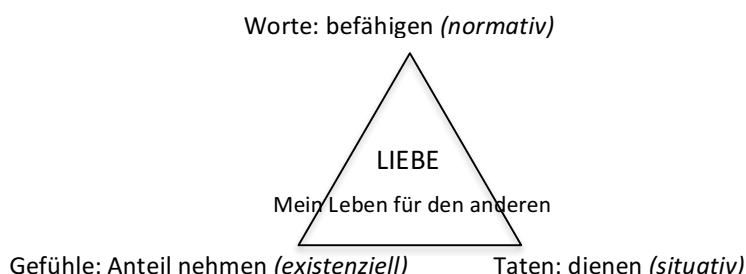 Worte: befähigen (normativ)
LIEBE
Mein Leben für den anderen
Gefühle: Anteil nehmen (existenziell) Taten: dienen (situativ)